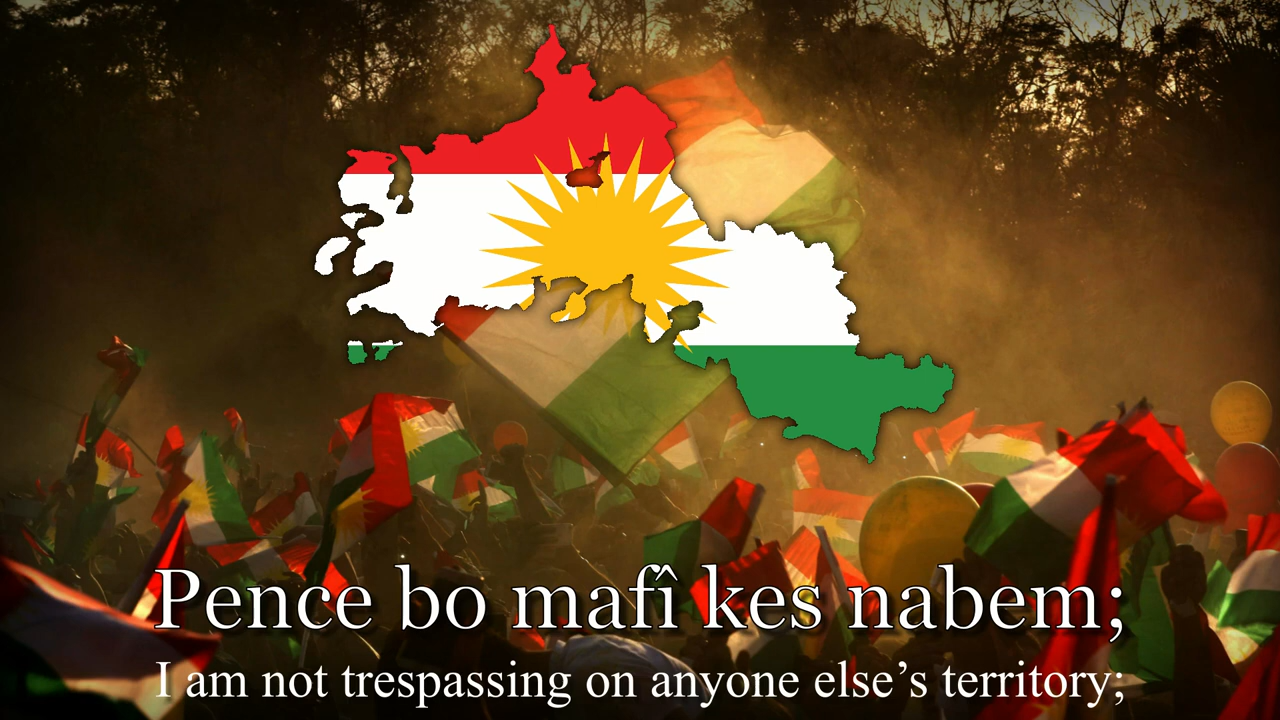 Pence bo mafî kes nabem;
I am not trespassing on anyone else’s territory;